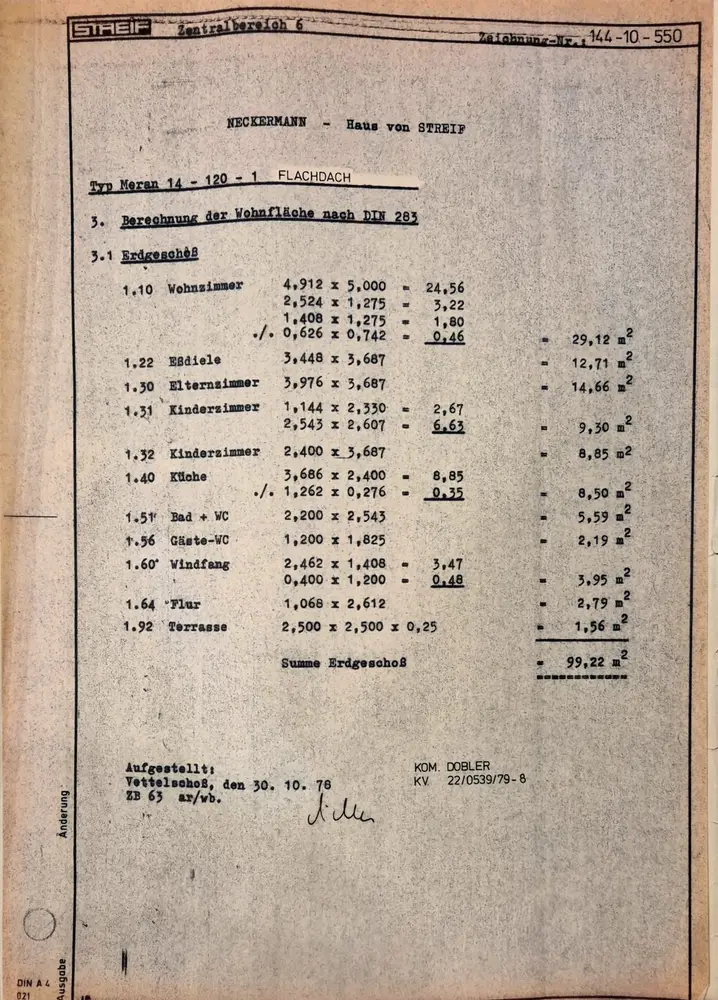 STREIF Zentralbereich 6 Zeichnung-Nr.: 144-10-550
NECKERMANN - Haus von STREIF
Typ Meran 14 - 120 - 1 FLACHDACH
3. Berechnung der Wohnfläche nach DIN 283
3.1 Erdgeschoß
1.10 Wohnzimmer 4,912 x 5,000 = 24,56
2,524 x 1,275 = 3,22
1,408 x 1,275 = 1,80
./. 0,626 x 0,742 = 0,46 = 29,12 m²
1.22 Eßdiele 3,448 x 3,687 = 12,71 m²
1.30 Elternzimmer 3,976 x 3,687 = 14,66 m²
1.31 Kinderzimmer 1,144 x 2,330 = 2,67
2,543 x 2,607 = 6,63 = 9,30 m²
1.32 Kinderzimmer 2,400 x 3,687 = 8,85 m2
1.40 Küche 3,686 x 2,400 = 8,85
./. 1,262 x 0,276 = 0,35 = 8,50 m²
1.51 Bad + WC 2,200 x 2,543 = 5,59 m²
1.56 Gäste-WC 1,200 x 1,825 = 2,19 m²
1.60 Windfang 2,462 x 1,408 = 3,47
0,400 x 1,200 = 0,48 = 3,95 m²
1.64 Flur 1,068 x 2,612 = 2,79 m²
1.92 Terrasse 2,500 x 2,500 x 0,25 = 1,56 m²
Summe Erdgeschoß = 99,22 m²
Aufgestellt:
Vettelschoß, den 30. 10. 78
ZB 63 ar/wb.
KOM. DOBLER
KV. 22/0539/79-8
Änderung
Ausgabe
DIN A 4
021